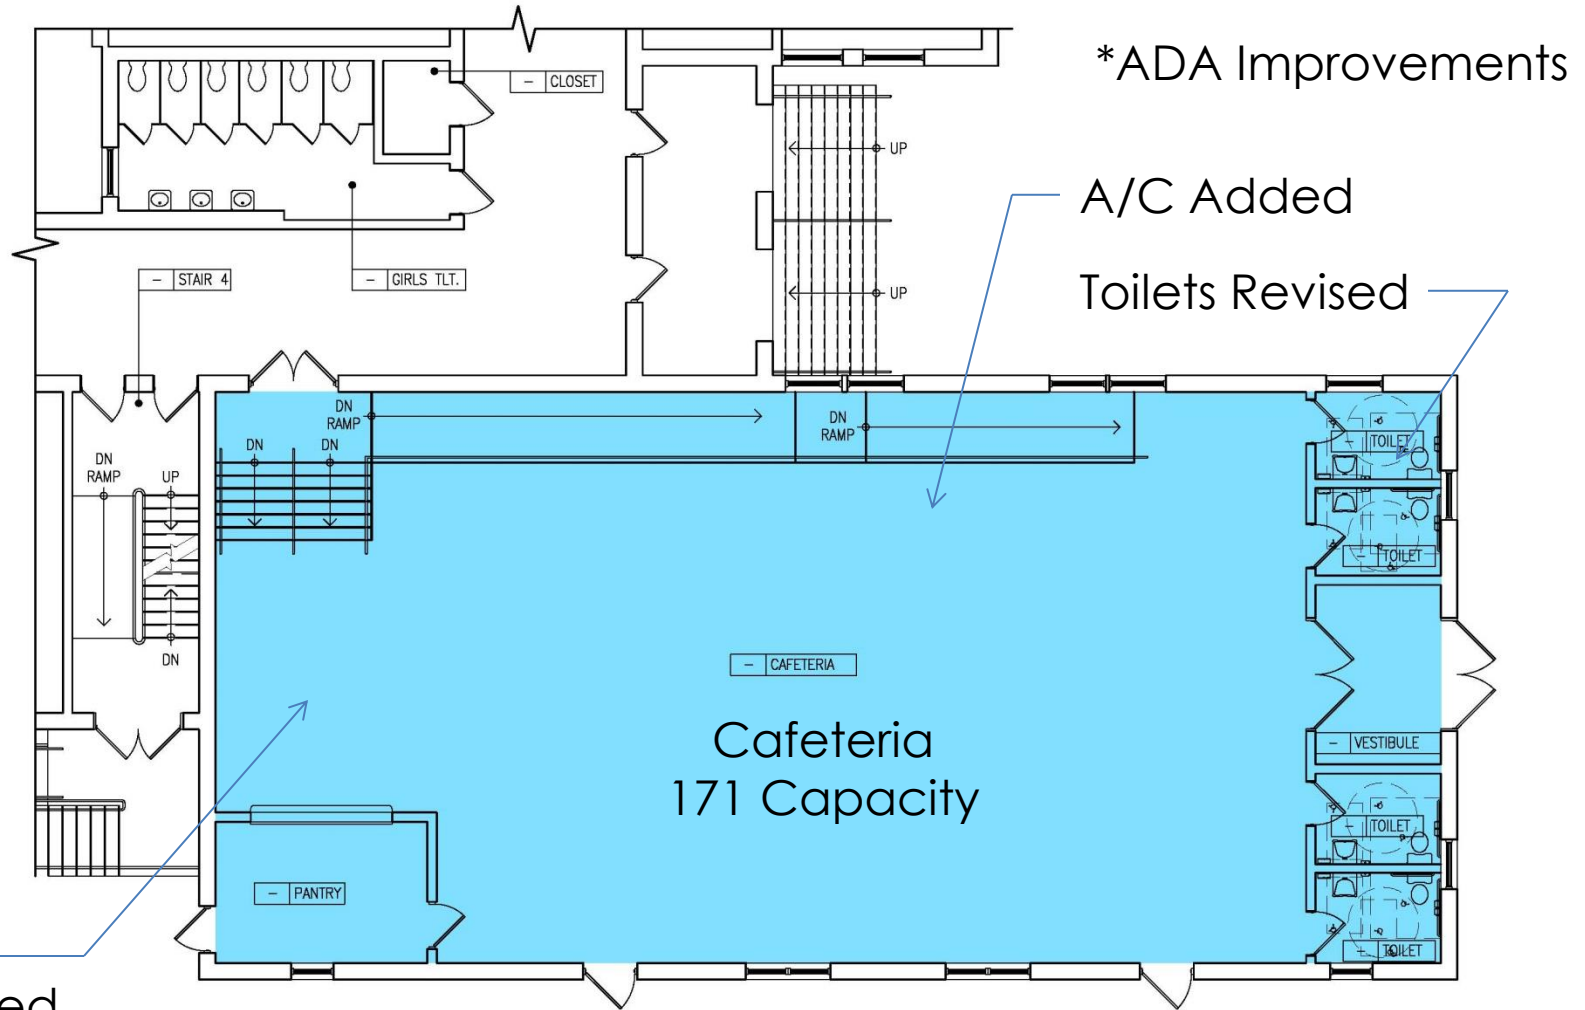 *ADA Improvements
– CLOSET
UP
A/C Added
– STAIR 4
– GIRLS TLT.
UP
Toilets Revised
DN
RAMP
DN
RAMP
DN
DN
– TOILET
DN
RAMP
UP
– TOILET
DN
– CAFETERIA
Cafeteria
171 Capacity
– VESTIBULE
– TOILET
– PANTRY
– TOILET